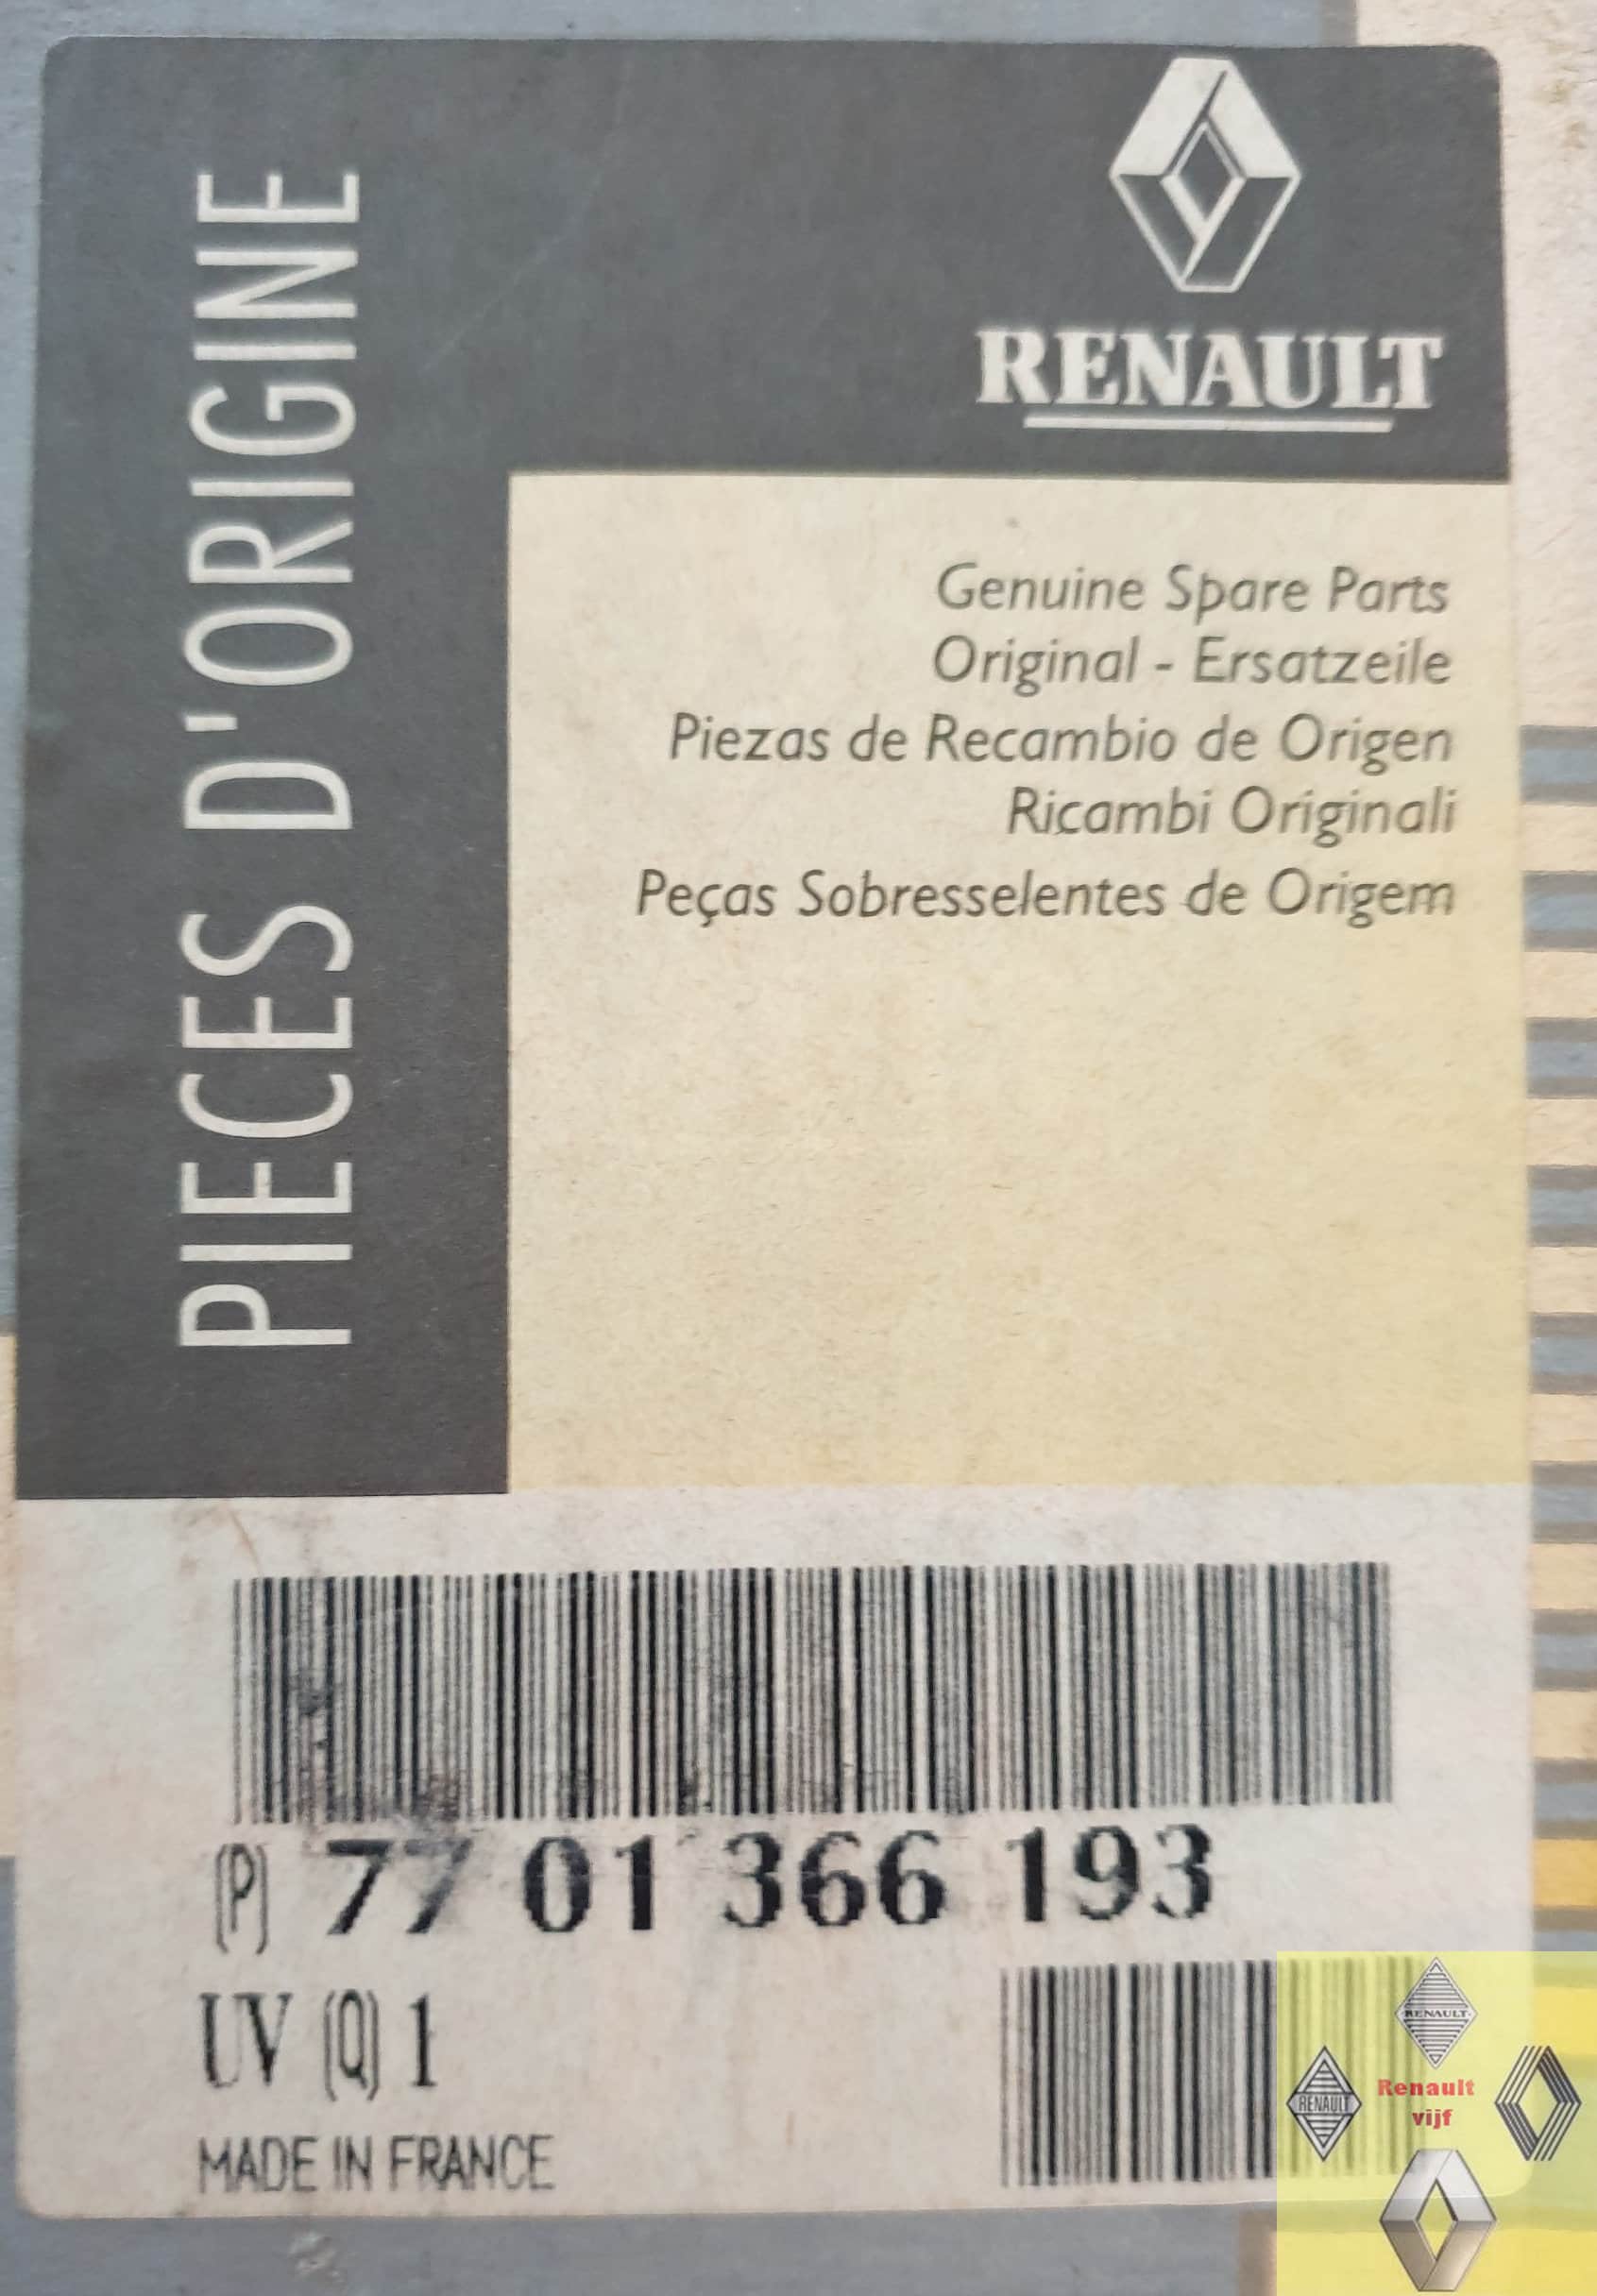 PIECES D'ORIGINE
RENAULT
Genuine Spare Parts
Original - Ersatzeile
Piezas de Recambio de Origen
Ricambi Originali
Peças Sobresselentes de Origem
(P) 77 01 366 193
UV (Q) 1
MADE IN FRANCE
RENAULT
RENAULT
Renault
vijf